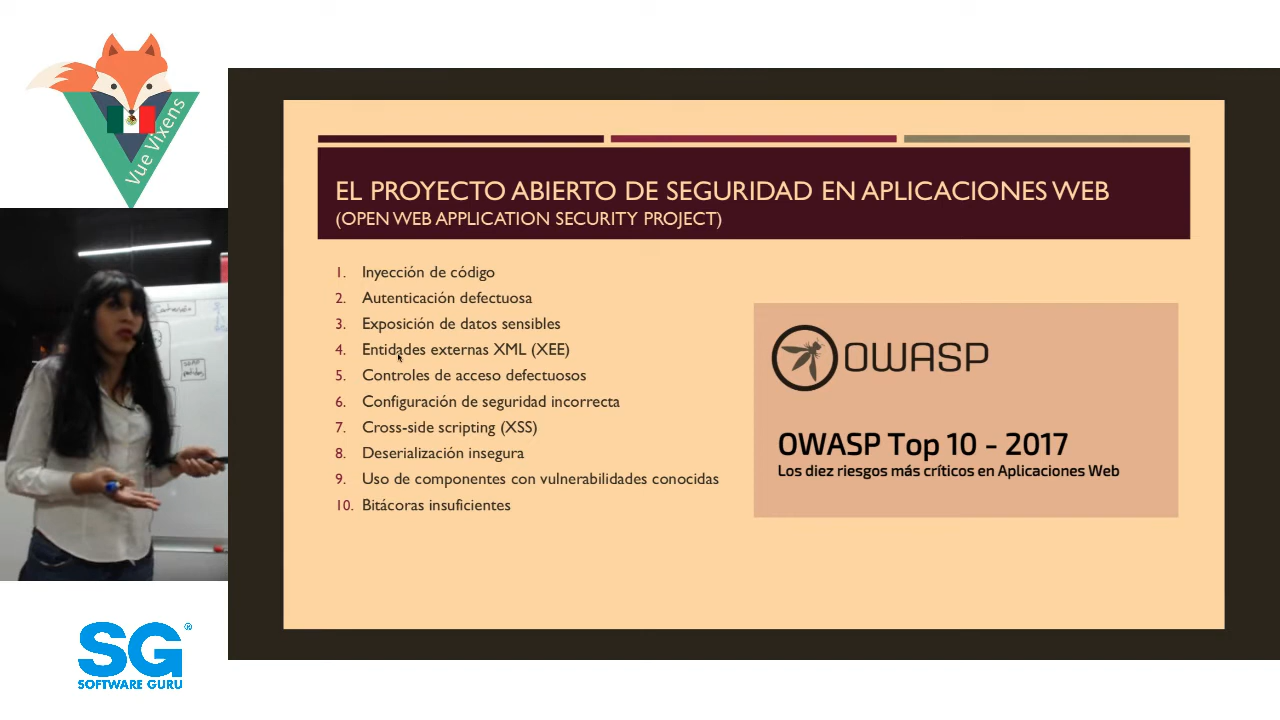 Vue Vixens
EL PROYECTO ABIERTO DE SEGURIDAD EN APLICACIONES WEB
(OPEN WEB APPLICATION SECURITY PROJECT)
1. Inyección de código
2. Autenticación defectuosa
3. Exposición de datos sensibles
4. Entidades externas XML (XEE)
5. Controles de acceso defectuosos
6. Configuración de seguridad incorrecta
7. Cross-side scripting (XSS)
8. Deserialización insegura
9. Uso de componentes con vulnerabilidades conocidas
10. Bitácoras insuficientes
OWASP
OWASP Top 10 - 2017
Los diez riesgos más críticos en Aplicaciones Web
SG®
SOFTWARE GURU